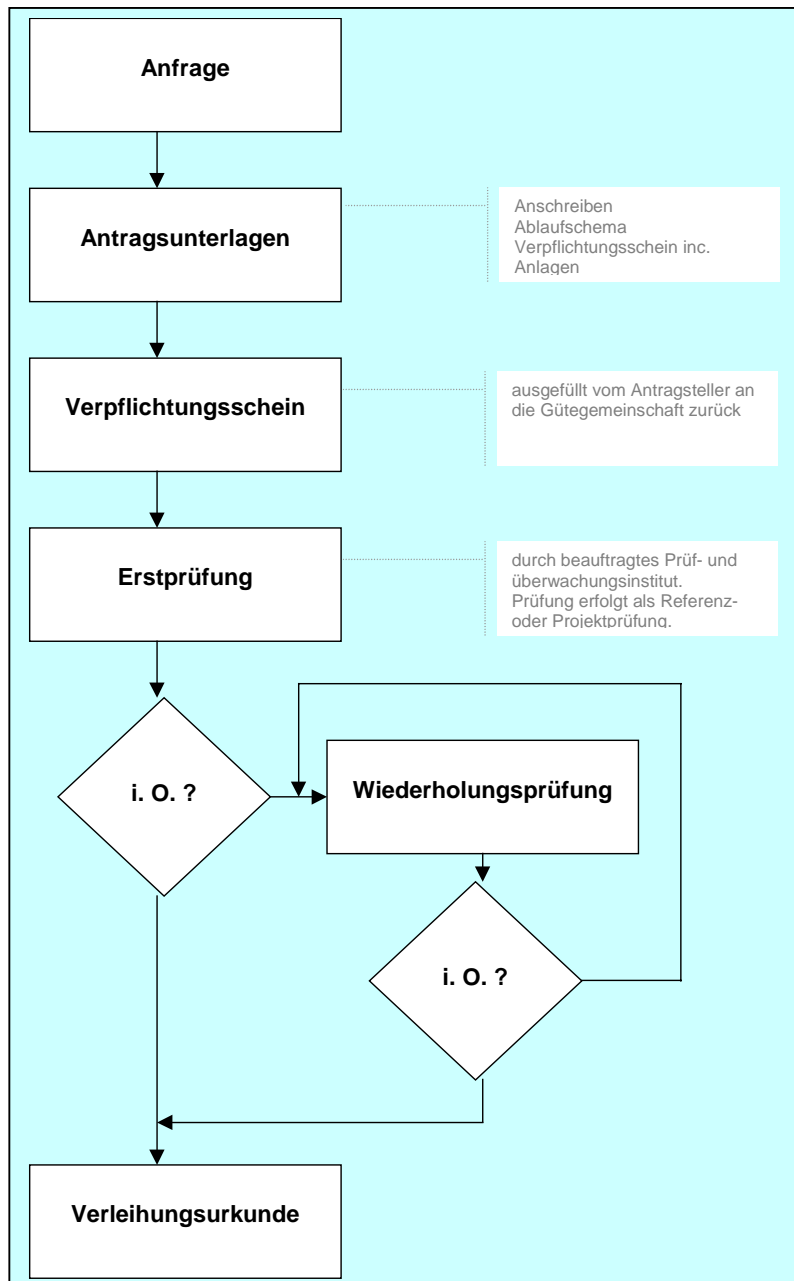 Anfrage
Antragsunterlagen
Anschreiben
Ablaufschema
Verpflichtungsschein inc.
Anlagen
Verpflichtungsschein
ausgefüllt vom Antragsteller an
die Gütegemeinschaft zurück
Erstprüfung
durch beauftragtes Prüf- und
überwachungsinstitut.
Prüfung erfolgt als Referenz-
oder Projektprüfung.
i. O. ?
Wiederholungsprüfung
i. O. ?
Verleihungsurkunde